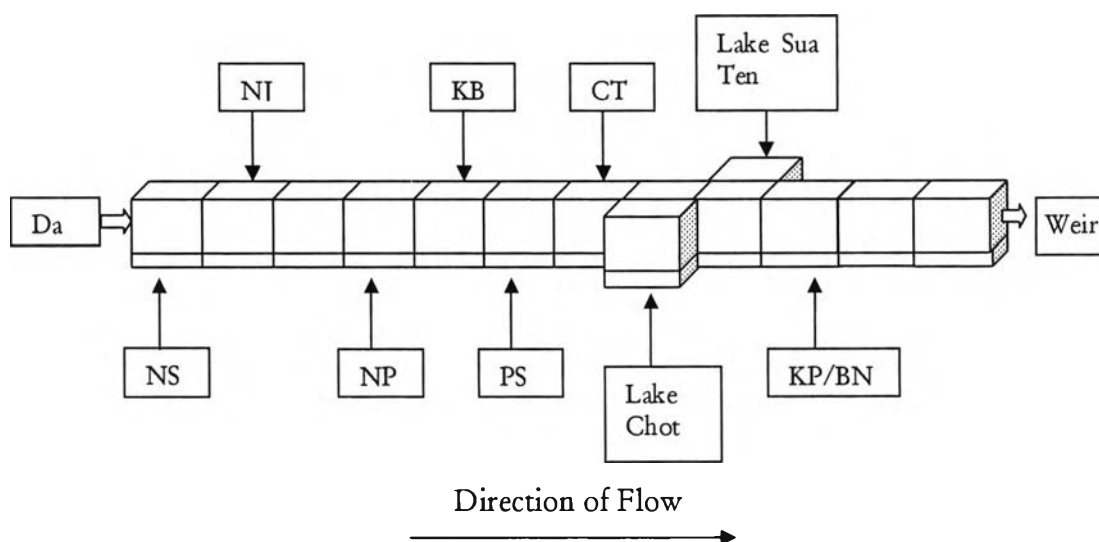 Lake Sua
Ten
NJ
KB
CT
Da
Weir
NS
NP
PS
Lake
Chot
KP/BN
Direction of Flow